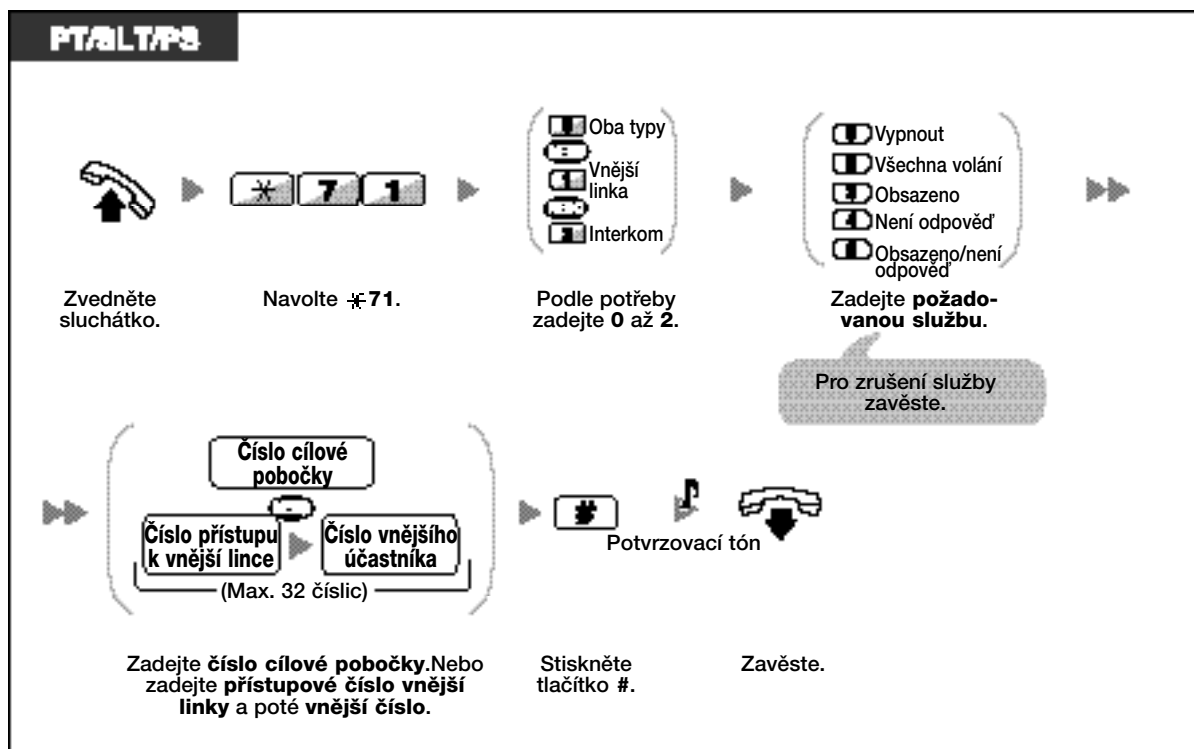 PT/SLT/PS
Oba typy
Vnější
linka
Interkom
Vypnout
Všechna volání
Obsazeno
Není odpověď
Obsazeno/není
odpověď
7 1
1
Zvedněte
sluchátko.
Navolte ✳71.
Podle potřeby
zadejte 0 až 2.
Zadejte požado-
vanou službu.
Pro zrušení služby
zavěste.
Číslo cílové
pobočky
Číslo přístupu
k vnější lince
Číslo vnějšího
účastníka
(Max. 32 číslic)
#
Potvrzovací tón
Zadejte číslo cílové pobočky.Nebo
zadejte přístupové číslo vnější
linky a poté vnější číslo.
Stiskněte
tlačítko #.
Zavěste.